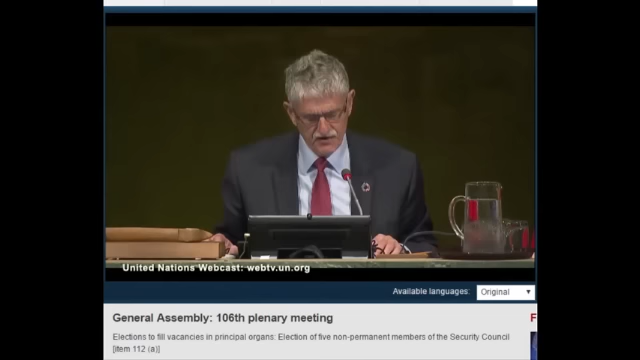 United Nations Webcast: webtv.un.org
Available languages: Original
General Assembly: 106th plenary meeting
Elections to fill vacancies in principal organs: Election of five non-permanent members of the Security Council
[item 112 (a)]
F